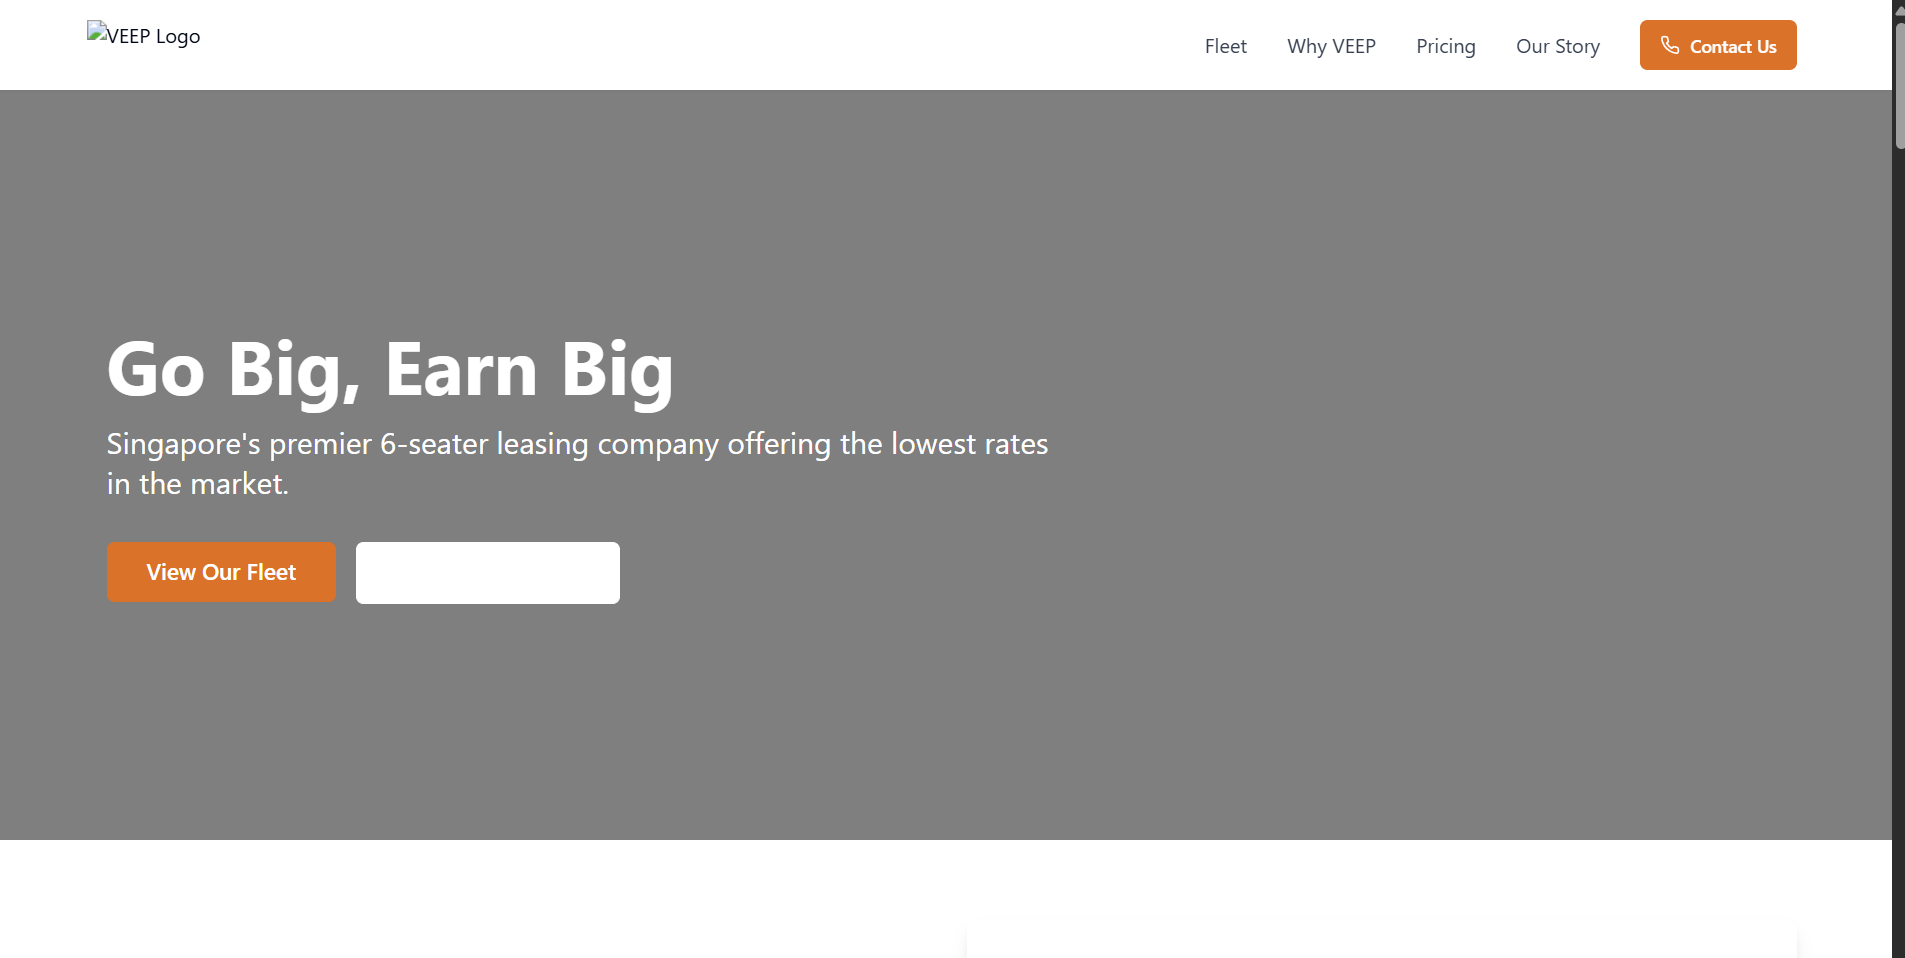 VEEP Logo
Fleet
Why VEEP
Pricing
Our Story
Contact Us
Go Big, Earn Big
Singapore's premier 6-seater leasing company offering the lowest rates
in the market.
View Our Fleet